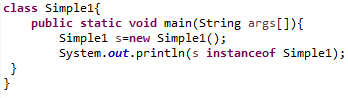 class Simple1{
    public static void main(String args[]){
        Simple1 s=new Simple1();
        System.out.println(s instanceof Simple1);
 }
}